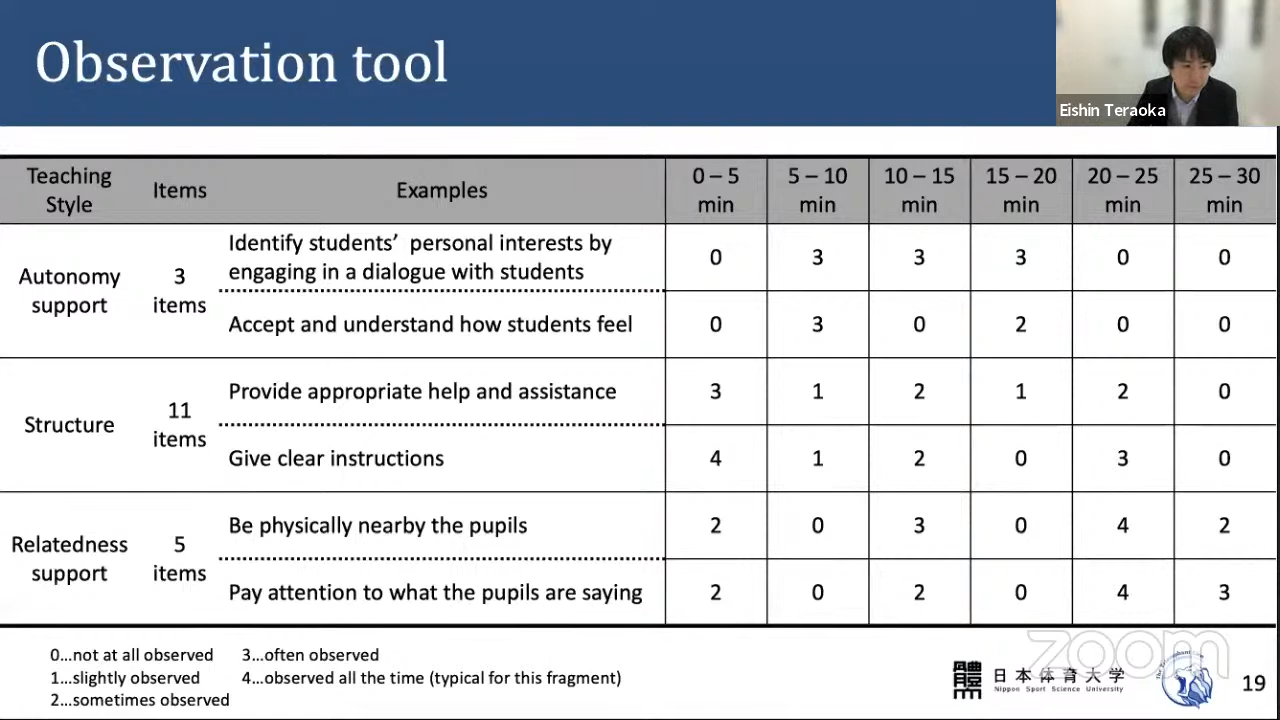 Observation tool
Eishin Teraoka
Teaching Style Items Examples 0 – 5 min 5 – 10 min 10 – 15 min 15 – 20 min 20 – 25 min 25 – 30 min
Autonomy support 3 items
Identify students’ personal interests by engaging in a dialogue with students 0 3 3 3 0 0
Accept and understand how students feel 0 3 0 2 0 0
Structure 11 items
Provide appropriate help and assistance 3 1 2 1 2 0
Give clear instructions 4 1 2 0 3 0
Relatedness support 5 items
Be physically nearby the pupils 2 0 3 0 4 2
Pay attention to what the pupils are saying 2 0 2 0 4 3
0...not at all observed 3...often observed
1...slightly observed 4...observed all the time (typical for this fragment)
2...sometimes observed
zoom
日本体育大学
Nippon Sport Science University
19